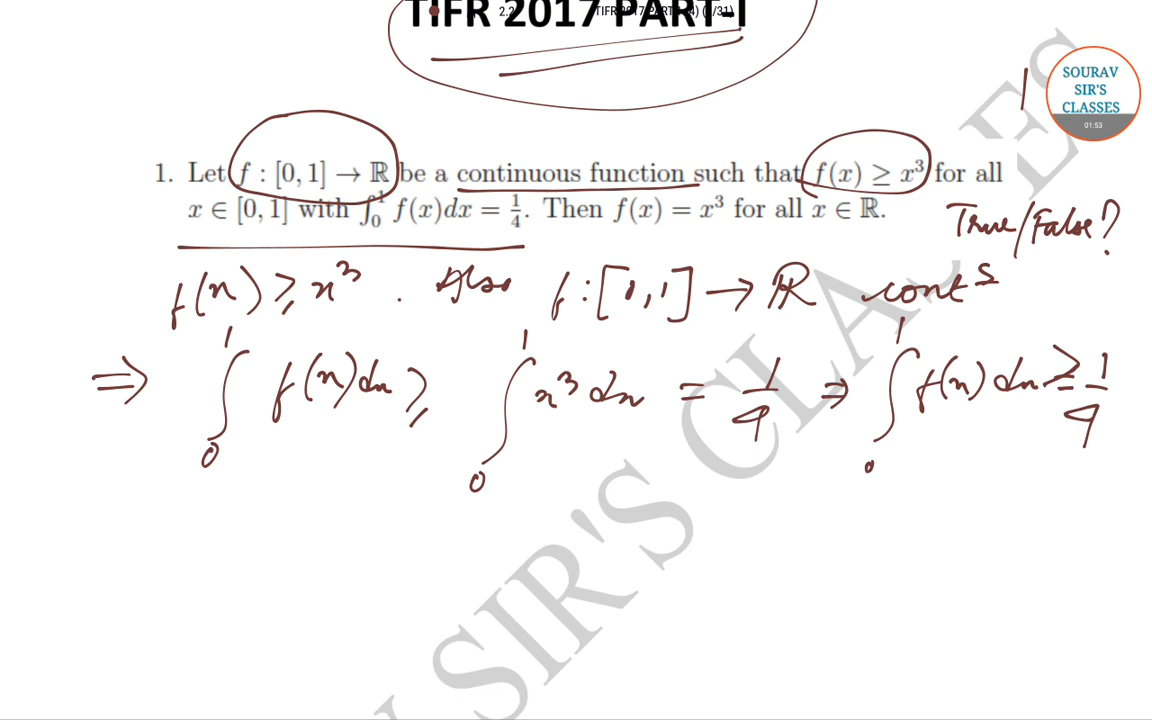 TIFR 2017 PART-I
SOURAV
SIR'S
CLASSES
01:53
1. Let f : [0, 1] → ℝ be a continuous function such that f(x) ≥ x³ for all
x ∈ [0, 1] with ∫₀¹ f(x)dx = 1/4. Then f(x) = x³ for all x ∈ ℝ.
True/False?
f(x) ≥ x³. Also f : [0,1] → ℝ conts
⇒ ∫₀¹ f(x)dx ≥ ∫₀¹ x³dx = 1/4 ⇒ ∫₀¹ f(x)dx ≥ 1/4
SIR'S CLASSES